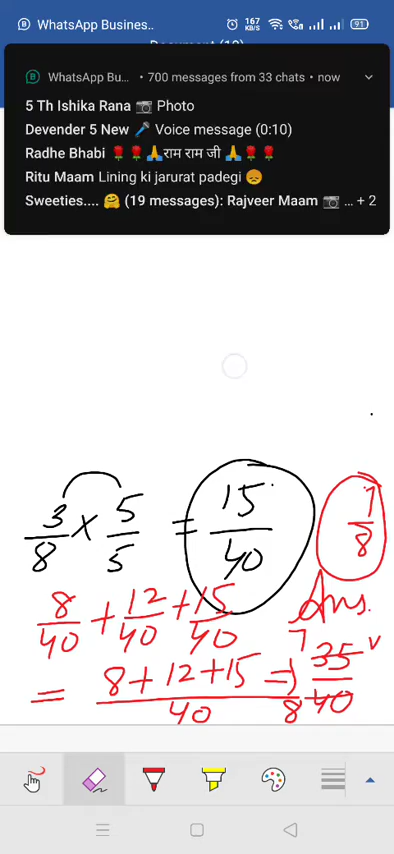 WhatsApp Busines.. 167 KB/S 91
WhatsApp Bu... • 700 messages from 33 chats • now
5 Th Ishika Rana 📷 Photo
Devender 5 New 🎤 Voice message (0:10)
Radhe Bhabi 🌹🌹🙏राम राम जी 🙏🌹🌹
Ritu Maam Lining ki jarurat padegi 😞
Sweeties.... 🤗 (19 messages): Rajveer Maam 📷 ... + 2
3/8 × 5/5 = 15/40
7/8
Ans.
8/40 + 12/40 + 15/40
= 8 + 12 + 15 / 40 ⇒ 35/40 7 8